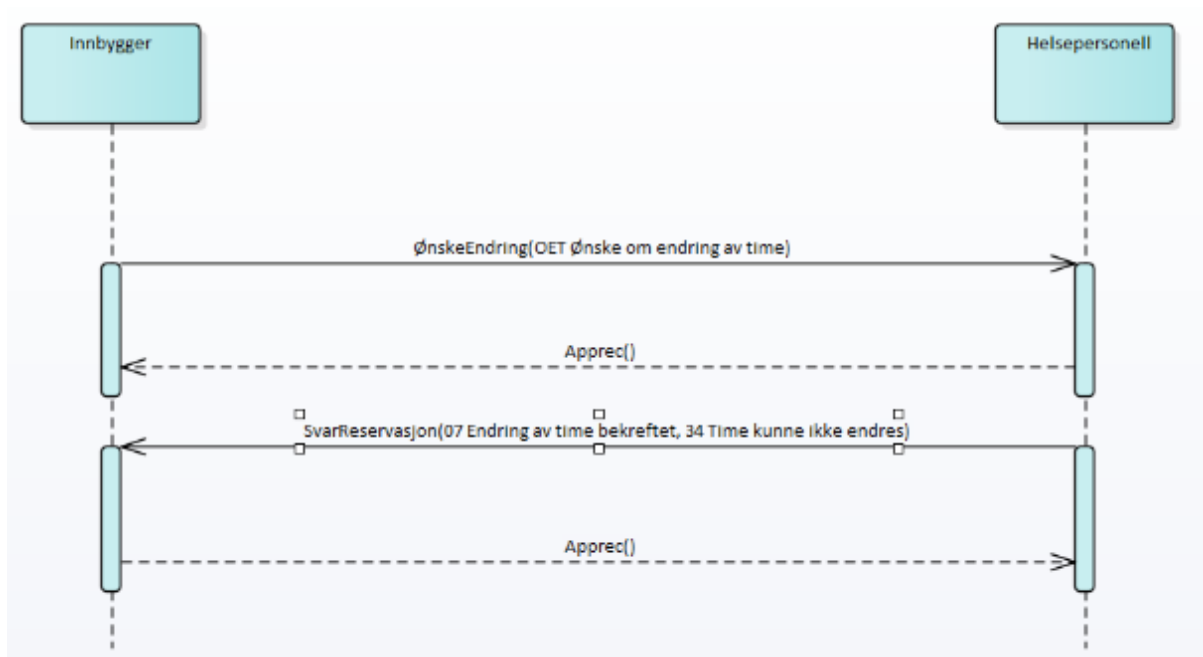 Innbygger
Helsepersonell
ØnskeEndring(OET Ønske om endring av time)
Apprec()
SvarReservasjon(07 Endring av time bekreftet, 34 Time kunne ikke endres)
Apprec()